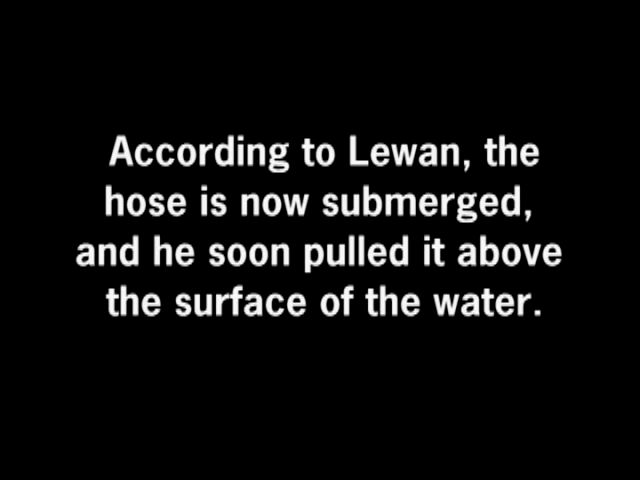 According to Lewan, the
hose is now submerged,
and he soon pulled it above
the surface of the water.